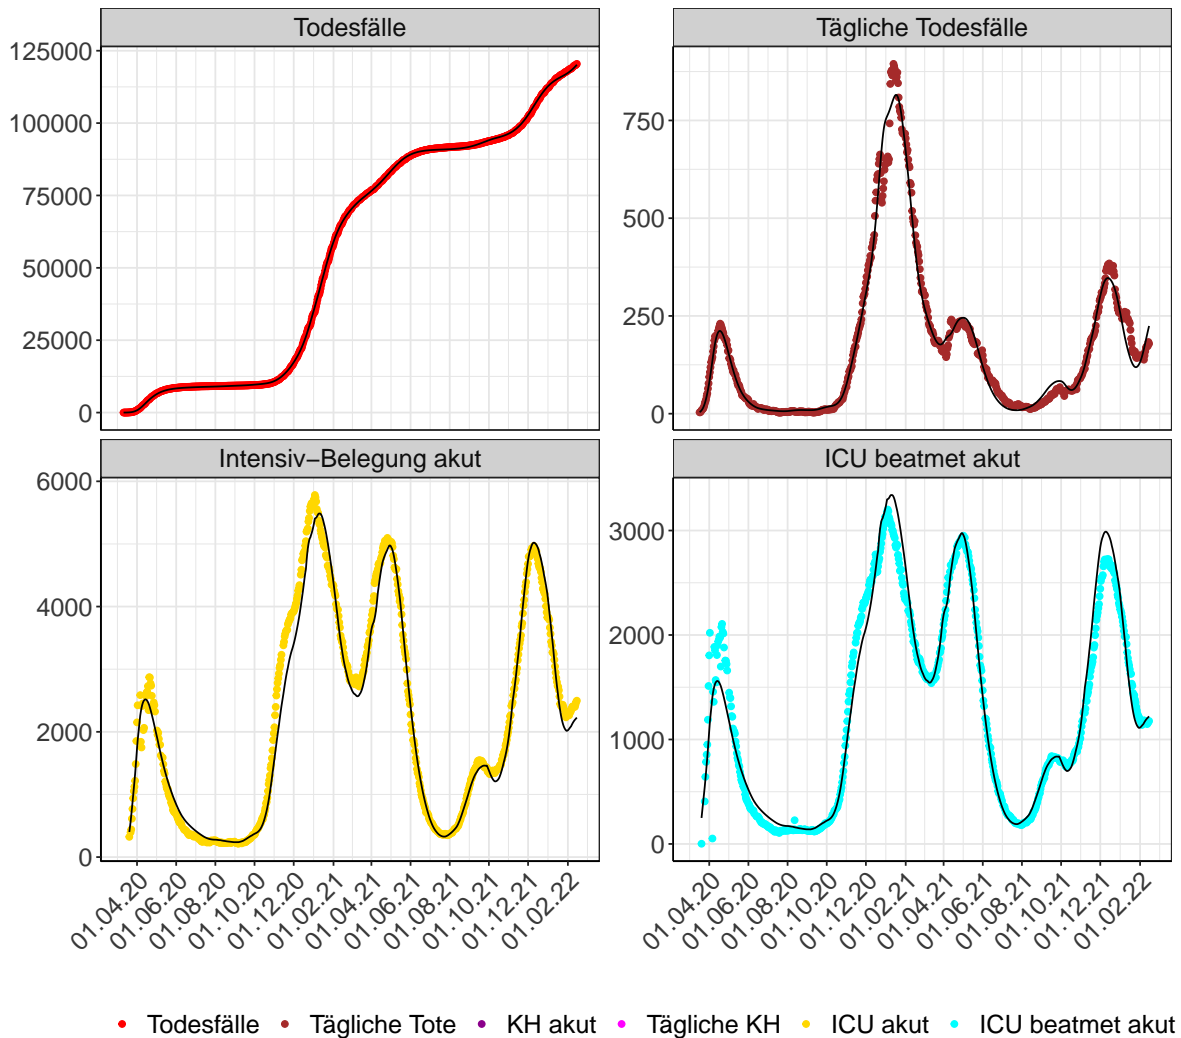 Todesfälle
Tägliche Todesfälle
125000
100000
75000
50000
25000
0
750
500
250
0
Intensiv−Belegung akut
ICU beatmet akut
6000
4000
2000
0
3000
2000
1000
0
01.04.20 01.06.20 01.08.20 01.10.20 01.12.20 01.02.21 01.04.21 01.06.21 01.08.21 01.10.21 01.12.21 01.02.22
01.04.20 01.06.20 01.08.20 01.10.20 01.12.20 01.02.21 01.04.21 01.06.21 01.08.21 01.10.21 01.12.21 01.02.22
Todesfälle Tägliche Tote KH akut Tägliche KH ICU akut ICU beatmet akut